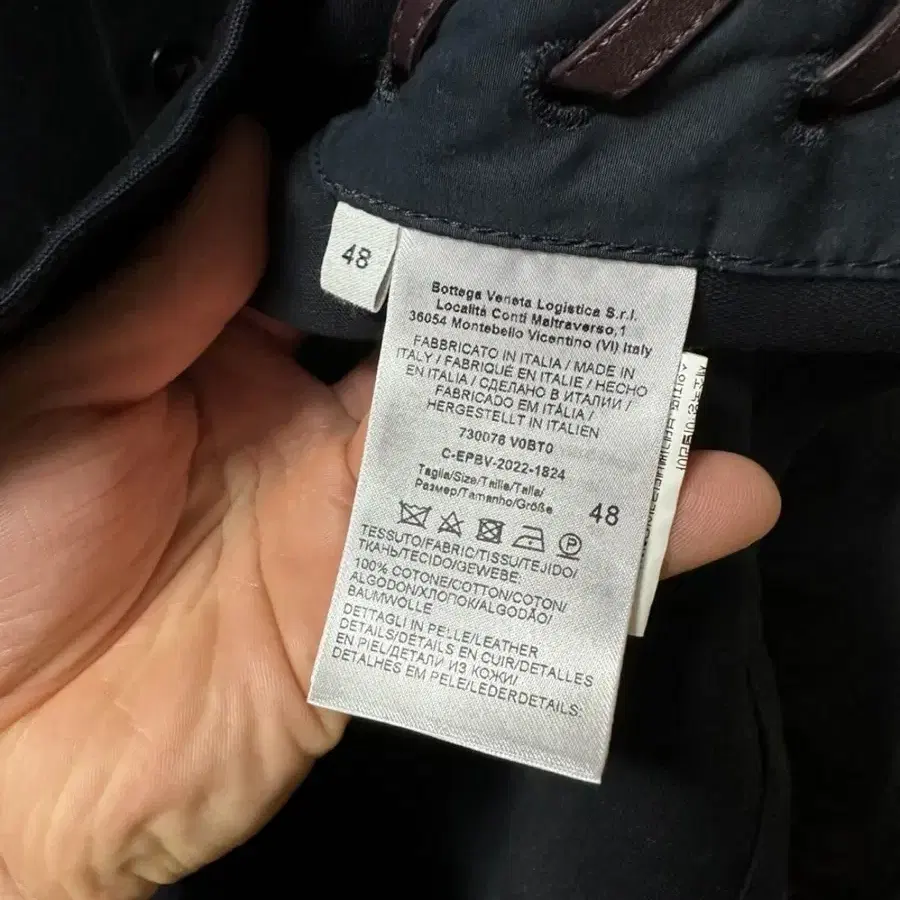 48
Bottega Veneta Logistica S.r.l.
Località Conti Maltraverso,1
36054 Montebello Vicentino (VI) Italy
FABBRICATO IN ITALIA / MADE IN
ITALY / FABRIQUÉ EN ITALIE / HECHO
EN ITALIA / СДЕЛАНО В ИТАЛИИ /
FABRICADO EM ITÁLIA /
HERGESTELLT IN ITALIEN
730076 V0BT0
C-EPBV-2022-1824
Taglia/Size/Taille/Talla/
Размер/Tamanho/Größe
48
TESSUTO/FABRIC/TISSU/TEJIDO/
ТКАНЬ/TECIDO/GEWEBE:
100% COTONE/COTTON/COTON/
ALGODÓN/ХЛОПОК/ALGODÃO/
BAUMWOLLE
DETTAGLI IN PELLE/LEATHER
DETAILS/DÉTAILS EN CUIR/DETALLES
EN PIEL/ДЕТАЛИ ИЗ КОЖИ/
DETALHES EM PELE/LEDERDETAILS: